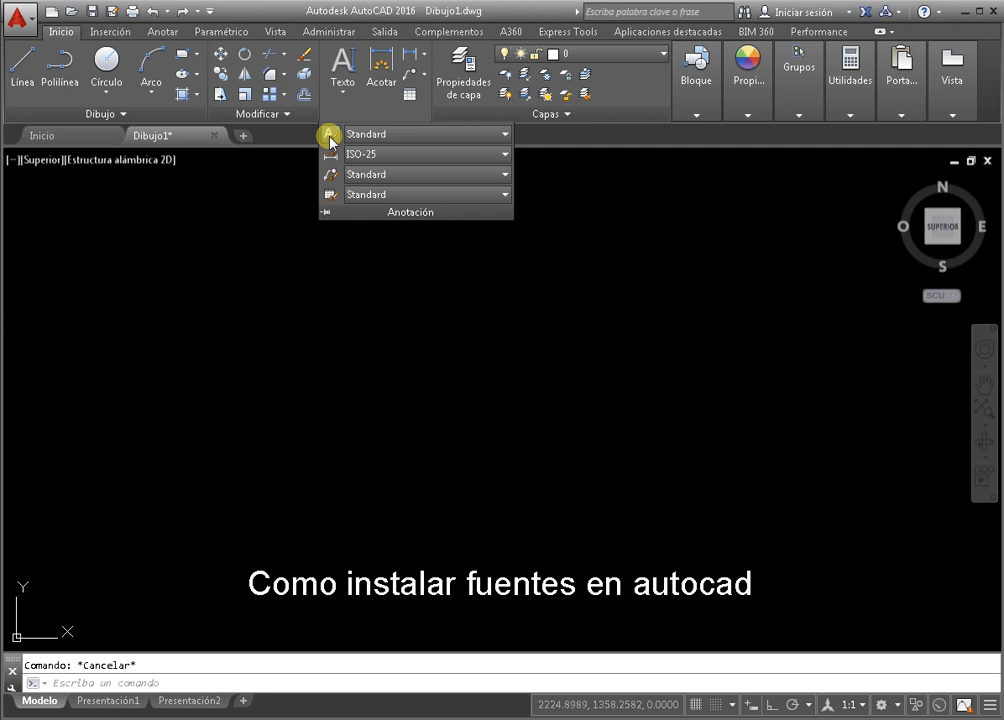 Autodesk AutoCAD 2016 Dibujo1.dwg
Escriba palabra clave o frase
Iniciar sesión
Inicio Inserción Anotar Paramétrico Vista Administrar Salida Complementos A360 Express Tools Aplicaciones destacadas BIM 360 Performance
Línea Polilínea Círculo Arco
Texto Acotar
Propiedades
de capa
0
Bloque Propi... Grupos Utilidades Porta... Vista
Dibujo Modificar Capas
Inicio Dibujo1* +
Standard
ISO-25
Standard
Standard
Anotación
[−][Superior][Estructura alámbrica 2D]
N
O SUPERIOR E
S
SCU
Como instalar fuentes en autocad
Y
X
Comando: *Cancelar*
Escriba un comando
Modelo Presentación1 Presentación2 +
2224.8989, 1358.2582, 0.0000
1:1